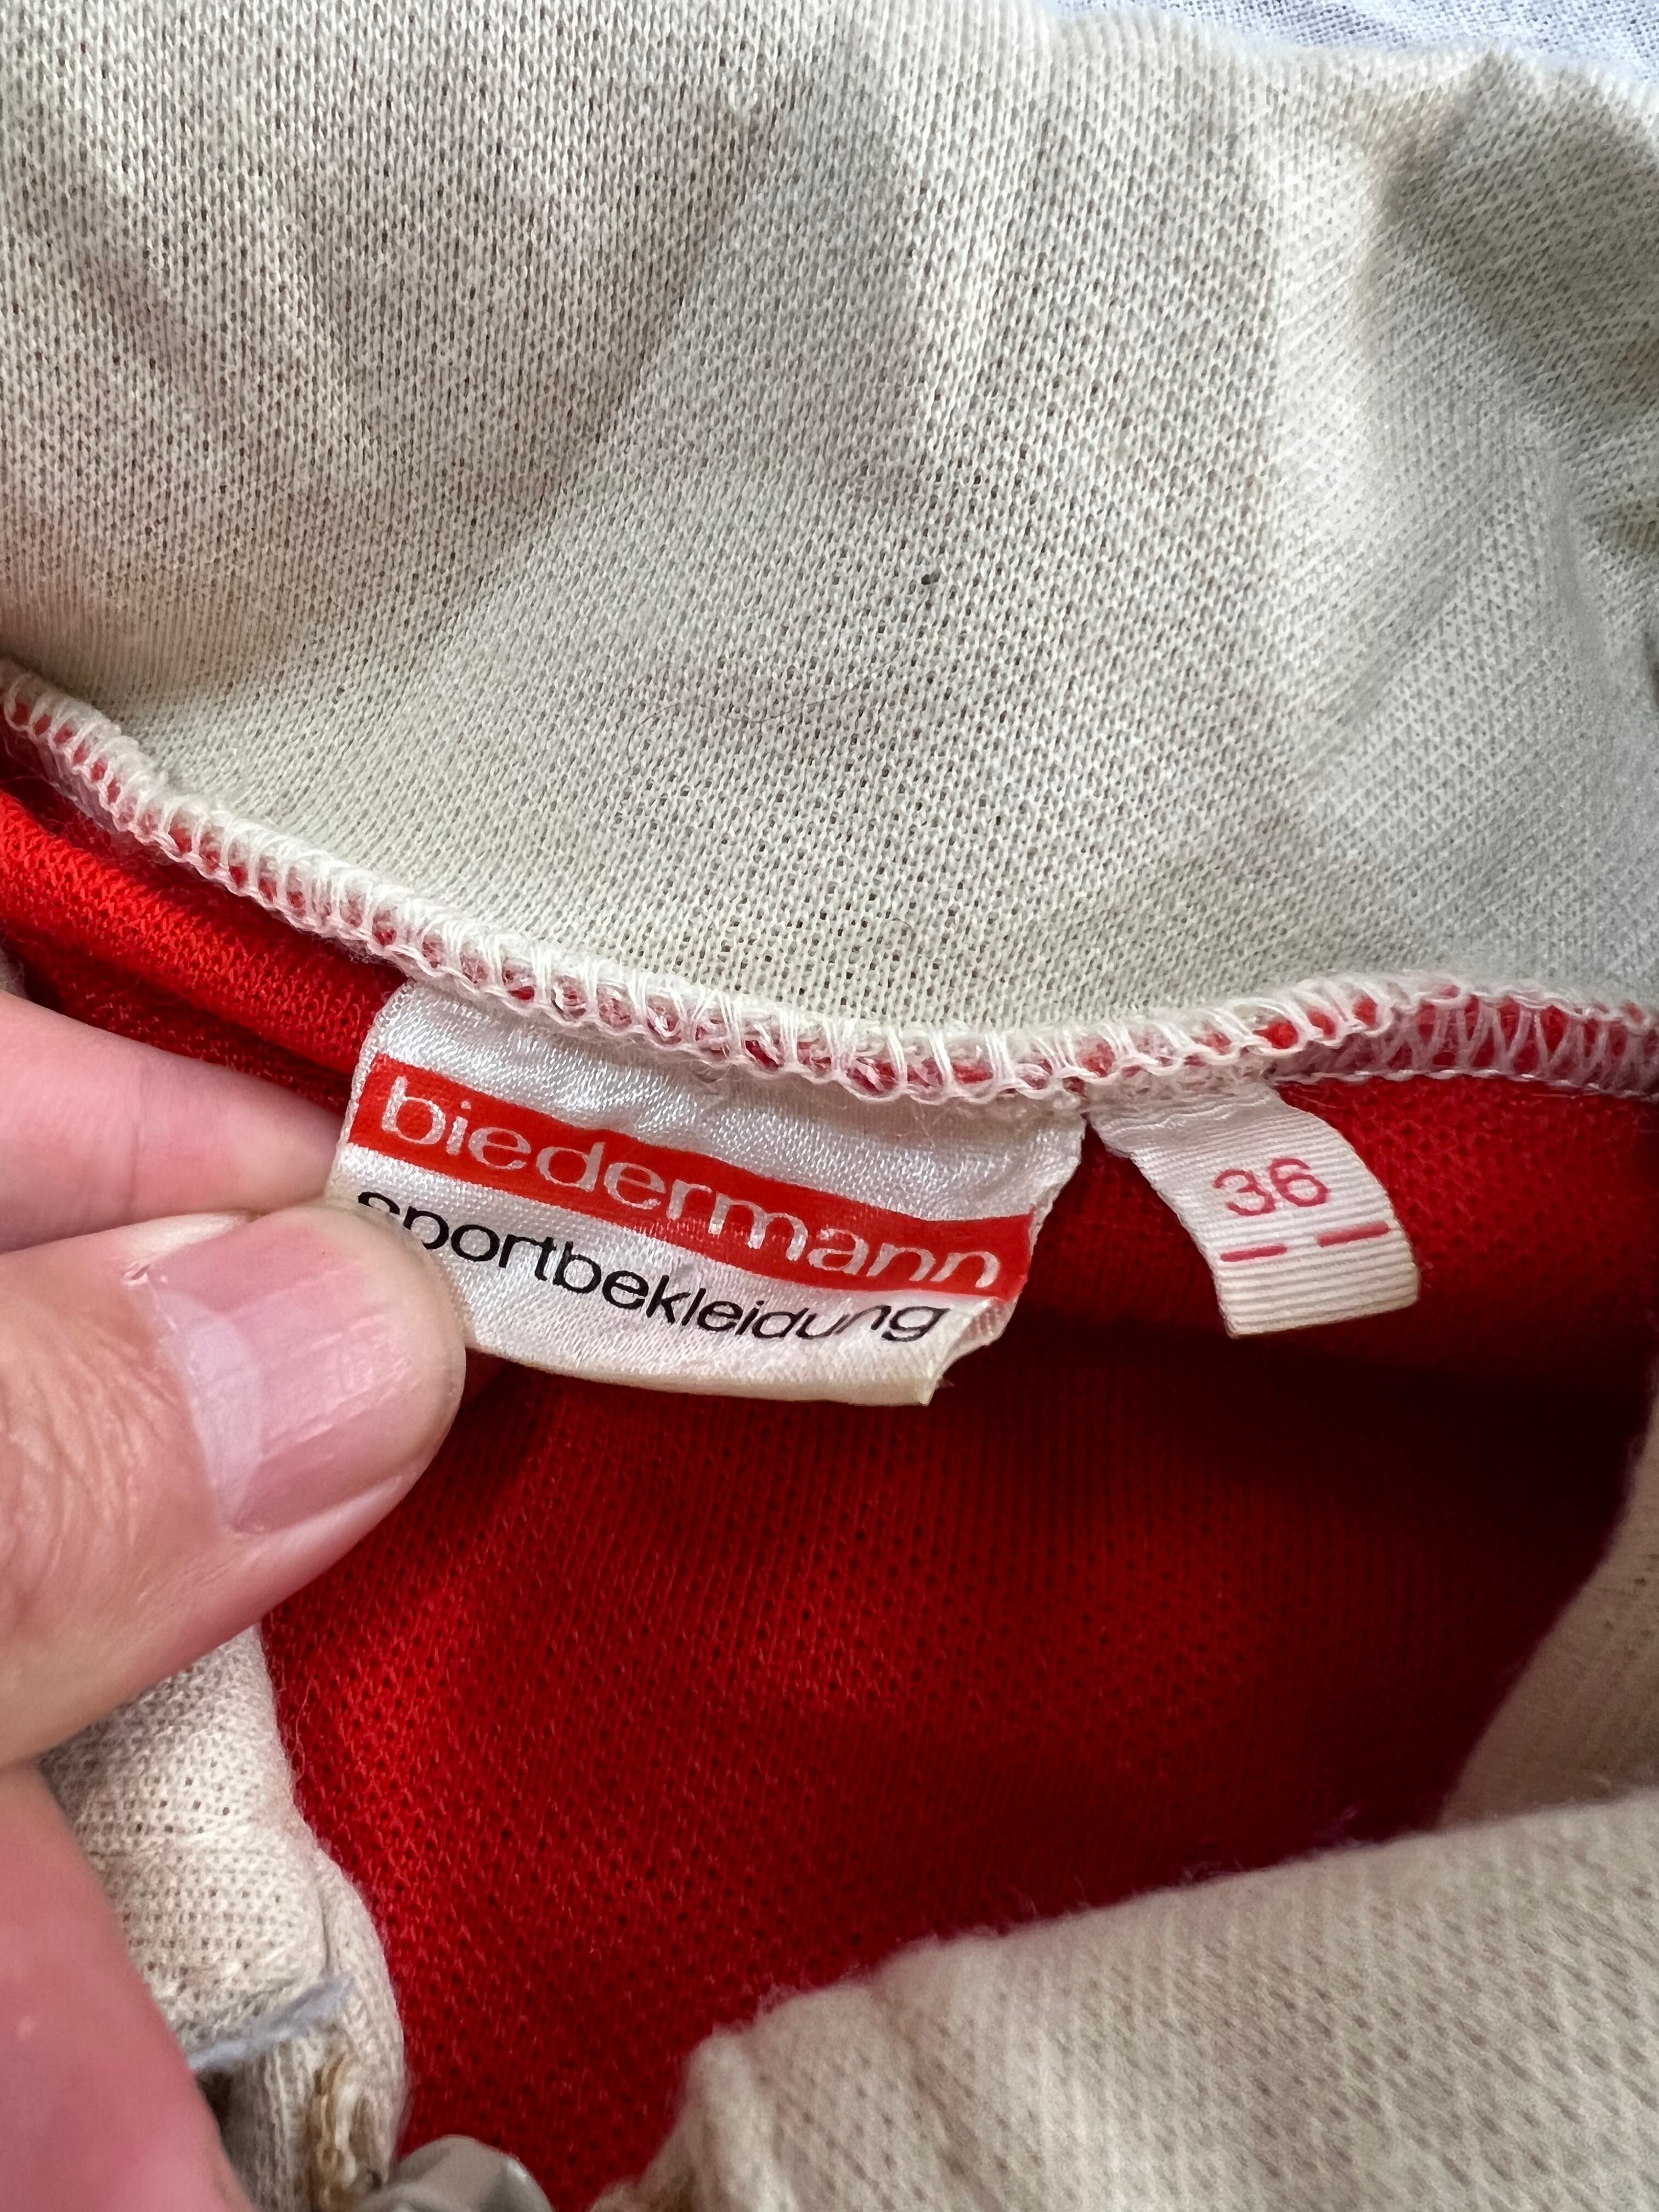 biedermann
sportbekleidung
36